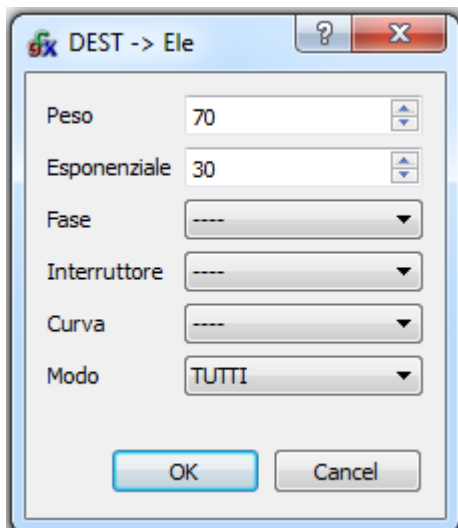 DEST -> Ele
Peso 70
Esponenziale 30
Fase ----
Interruttore ----
Curva ----
Modo TUTTI
OK Cancel